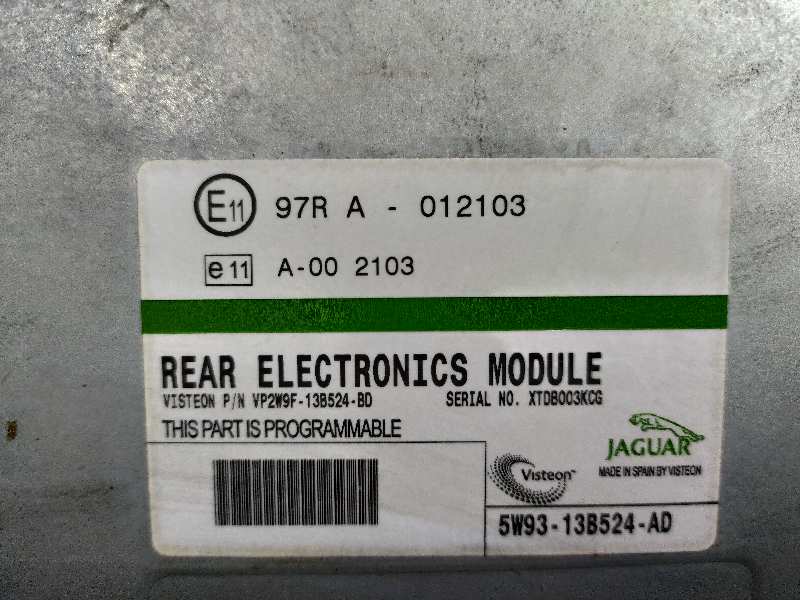 E11 97R A - 012103
e11 A-00 2103
REAR ELECTRONICS MODULE
VISTEON P/N VP2W9F-13B524-BD SERIAL NO. XTDB003KCG
THIS PART IS PROGRAMMABLE
Visteon™
JAGUAR
MADE IN SPAIN BY VISTEON
5W93-13B524-AD